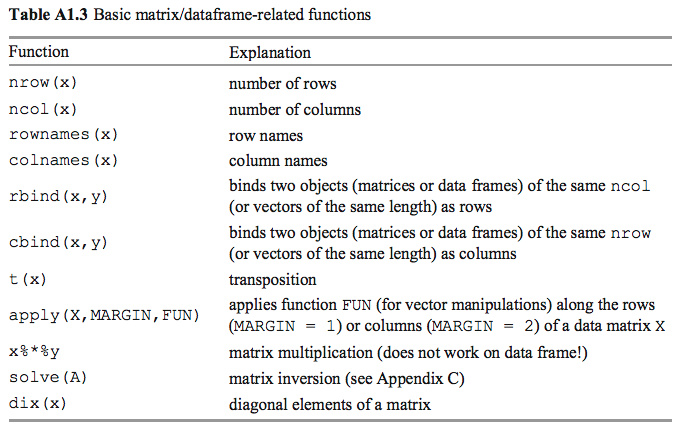 Table A1.3 Basic matrix/dataframe-related functions
Function Explanation
nrow(x) number of rows
ncol(x) number of columns
rownames(x) row names
colnames(x) column names
rbind(x,y) binds two objects (matrices or data frames) of the same ncol
(or vectors of the same length) as rows
cbind(x,y) binds two objects (matrices or data frames) of the same nrow
(or vectors of the same length) as columns
t(x) transposition
apply(X,MARGIN,FUN) applies function FUN (for vector manipulations) along the rows
(MARGIN = 1) or columns (MARGIN = 2) of a data matrix X
x%*%y matrix multiplication (does not work on data frame!)
solve(A) matrix inversion (see Appendix C)
dix(x) diagonal elements of a matrix